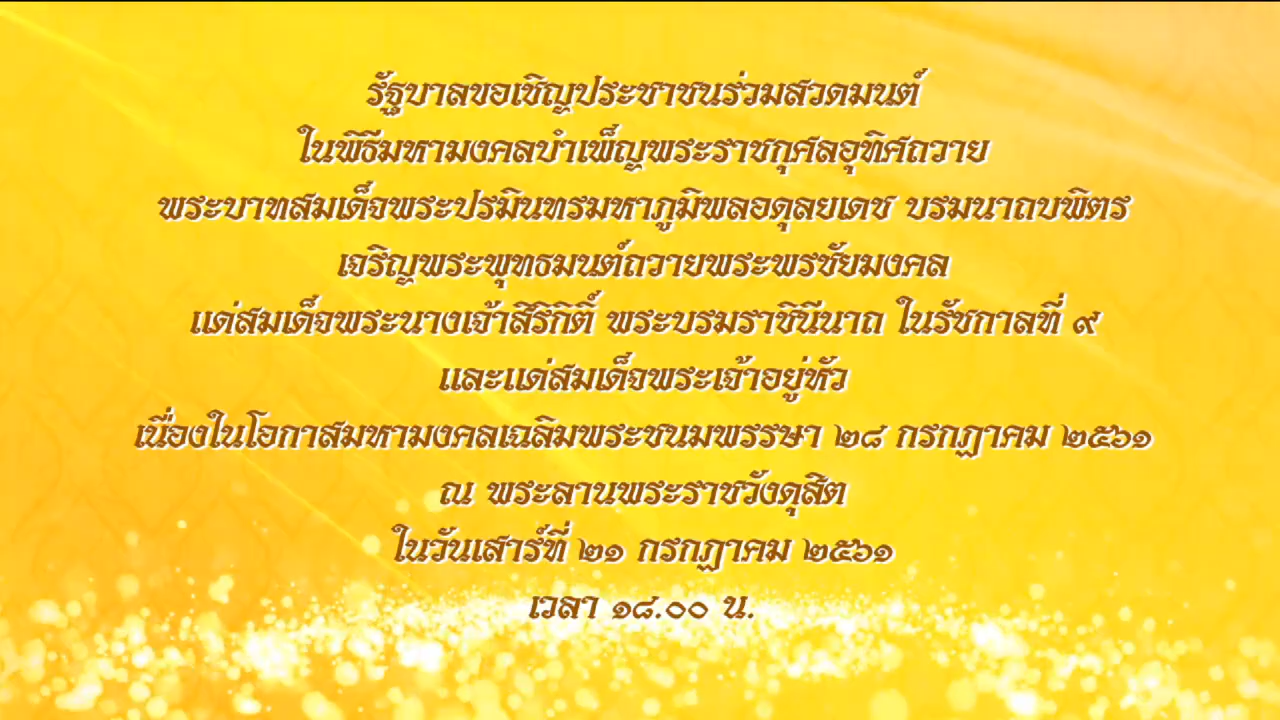 รัฐบาลขอเชิญประชาชนร่วมสวดมนต์
ในพิธีมหามงคลบำเพ็ญพระราชกุศลอุทิศถวาย
พระบาทสมเด็จพระปรมินทรมหาภูมิพลอดุลยเดช บรมนาถบพิตร
เจริญพระพุทธมนต์ถวายพระพรชัยมงคล
แด่สมเด็จพระนางเจ้าสิริกิติ์ พระบรมราชินีนาถ ในรัชกาลที่ ๙
และแด่สมเด็จพระเจ้าอยู่หัว
เนื่องในโอกาสมหามงคลเฉลิมพระชนมพรรษา ๒๘ กรกฎาคม ๒๕๖๑
ณ พระลานพระราชวังดุสิต
ในวันเสาร์ที่ ๒๑ กรกฎาคม ๒๕๖๑
เวลา ๑๘.๐๐ น.